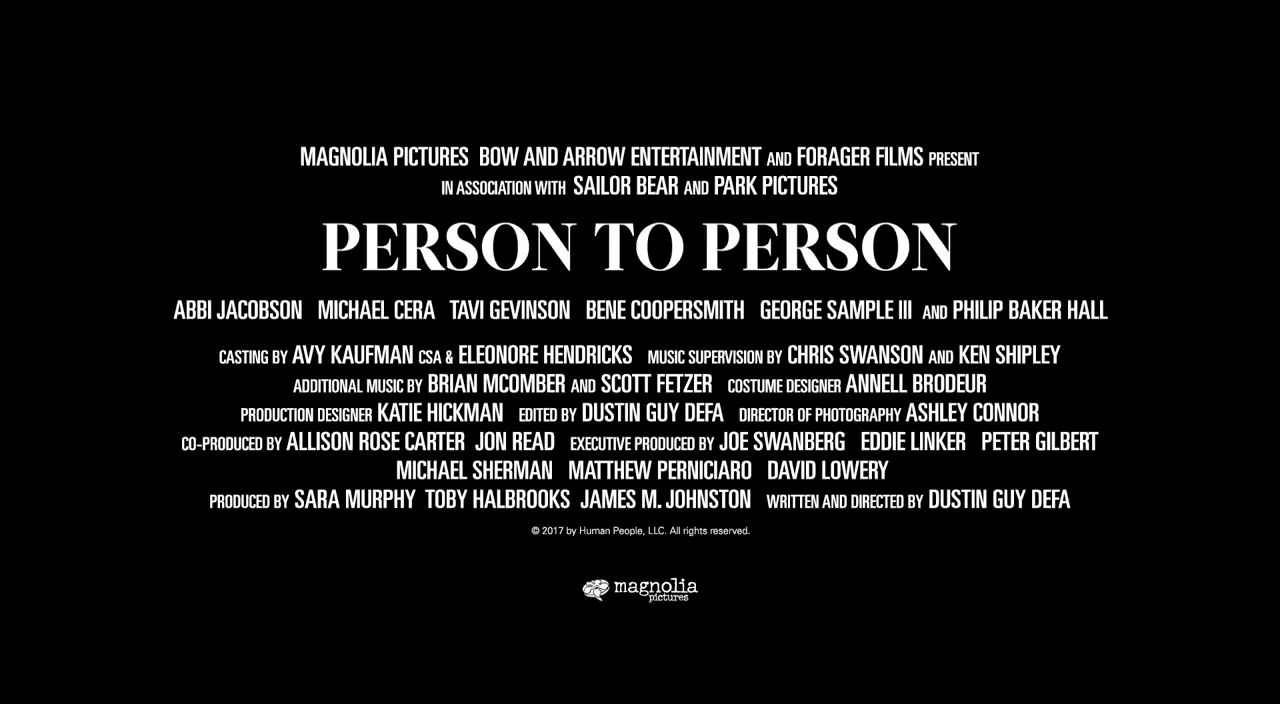 MAGNOLIA PICTURES BOW AND ARROW ENTERTAINMENT AND FORAGER FILMS PRESENT
IN ASSOCIATION WITH SAILOR BEAR AND PARK PICTURES
PERSON TO PERSON
ABBI JACOBSON MICHAEL CERA TAVI GEVINSON BENE COOPERSMITH GEORGE SAMPLE III AND PHILIP BAKER HALL
CASTING BY AVY KAUFMAN CSA & ELEONORE HENDRICKS MUSIC SUPERVISION BY CHRIS SWANSON AND KEN SHIPLEY
ADDITIONAL MUSIC BY BRIAN MCOMBER AND SCOTT FETZER COSTUME DESIGNER ANNELL BRODEUR
PRODUCTION DESIGNER KATIE HICKMAN EDITED BY DUSTIN GUY DEFA DIRECTOR OF PHOTOGRAPHY ASHLEY CONNOR
CO-PRODUCED BY ALLISON ROSE CARTER JON READ EXECUTIVE PRODUCED BY JOE SWANBERG EDDIE LINKER PETER GILBERT
MICHAEL SHERMAN MATTHEW PERNICIARO DAVID LOWERY
PRODUCED BY SARA MURPHY TOBY HALBROOKS JAMES M. JOHNSTON WRITTEN AND DIRECTED BY DUSTIN GUY DEFA
© 2017 by Human People, LLC. All rights reserved.
magnolia
pictures